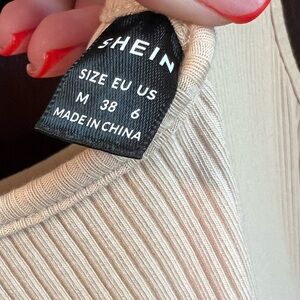 SHEIN
SIZE EU US
M 38 6
MADE IN CHINA